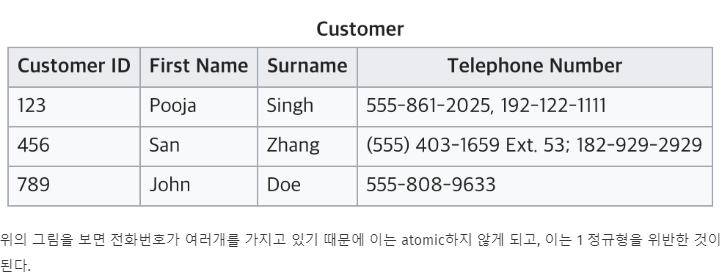 Customer
Customer ID First Name Surname Telephone Number
123 Pooja Singh 555-861-2025, 192-122-1111
456 San Zhang (555) 403-1659 Ext. 53; 182-929-2929
789 John Doe 555-808-9633
위의 그림을 보면 전화번호가 여러개를 가지고 있기 때문에 이는 atomic하지 않게 되고, 이는 1 정규형을 위반한 것이
된다.